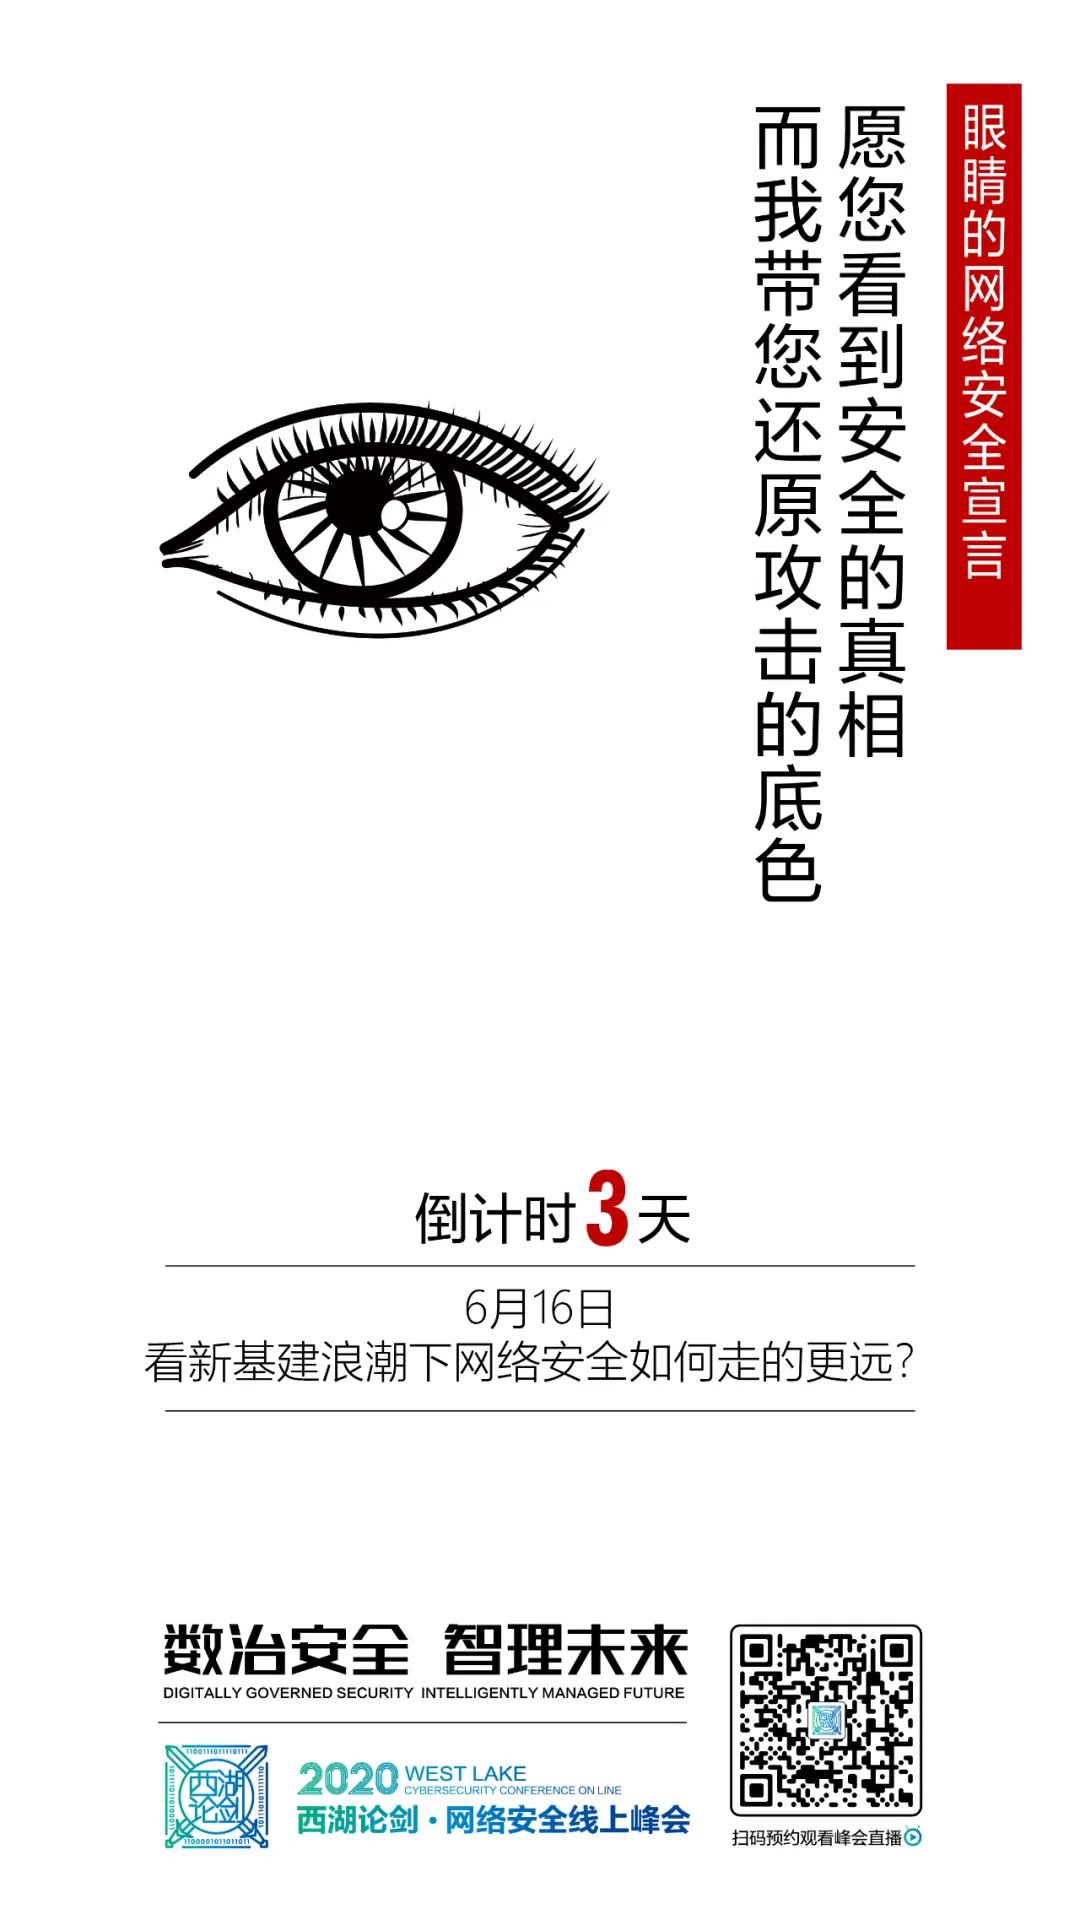 眼睛的网络安全宣言
愿您看到安全的真相
而我带您还原攻击的底色
倒计时3天
6月16日
看新基建浪潮下网络安全如何走的更远？
数治安全 智理未来
DIGITALLY GOVERNED SECURITY INTELLIGENTLY MANAGED FUTURE
西湖
论剑
2020 WEST LAKE
CYBERSECURITY CONFERENCE ON LINE
西湖论剑·网络安全线上峰会
扫码预约观看峰会直播